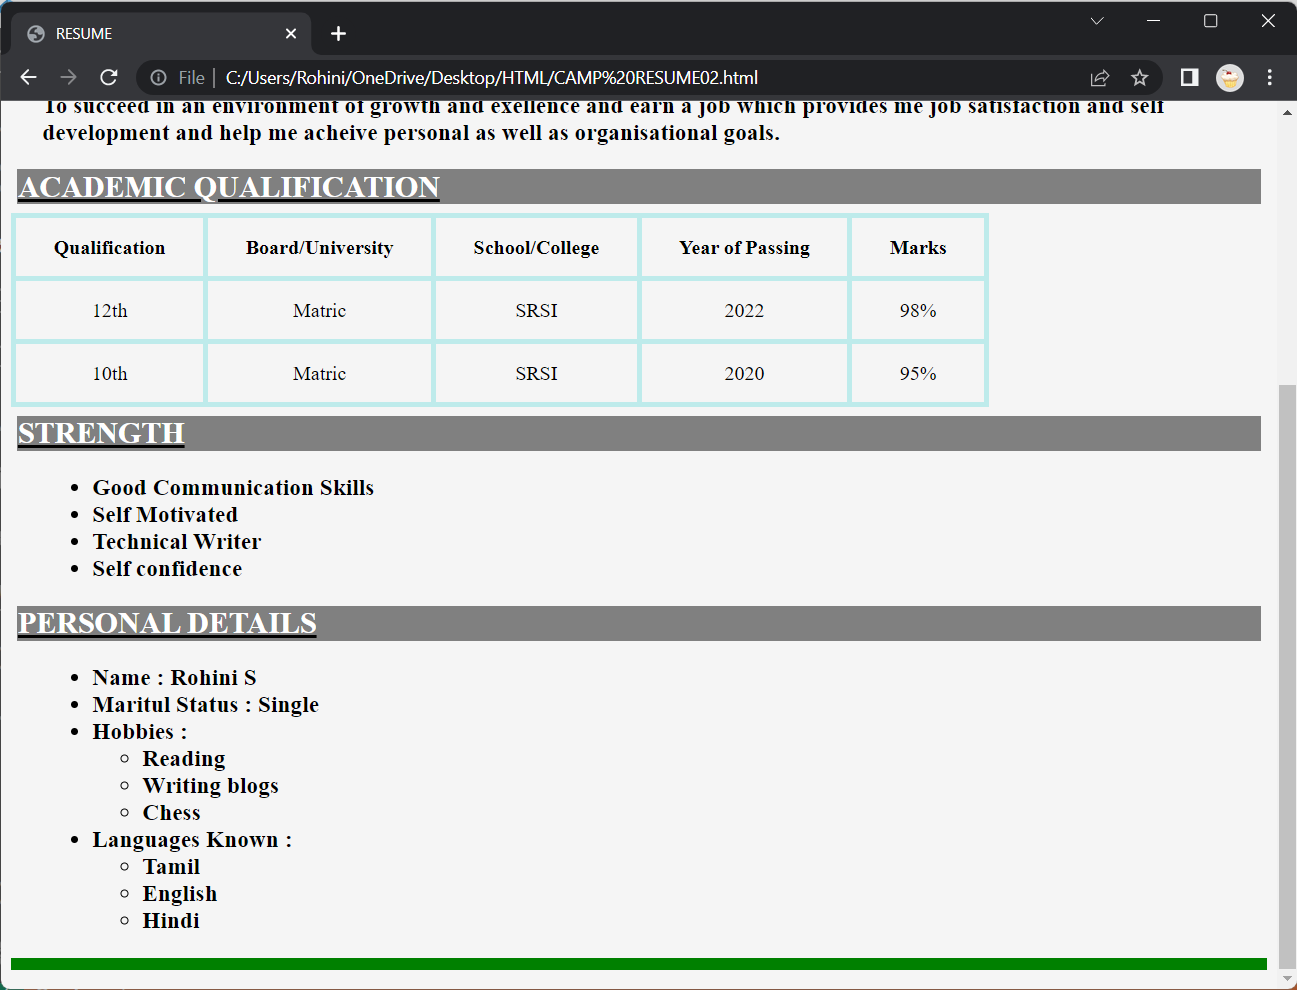 RESUME
File | C:/Users/Rohini/OneDrive/Desktop/HTML/CAMP%20RESUME02.html
To succeed in an environment of growth and exellence and earn a job which provides me job satisfaction and self
development and help me acheive personal as well as organisational goals.
ACADEMIC QUALIFICATION
Qualification Board/University School/College Year of Passing Marks
12th Matric SRSI 2022 98%
10th Matric SRSI 2020 95%
STRENGTH
• Good Communication Skills
• Self Motivated
• Technical Writer
• Self confidence
PERSONAL DETAILS
• Name : Rohini S
• Maritul Status : Single
• Hobbies :
◦ Reading
◦ Writing blogs
◦ Chess
• Languages Known :
◦ Tamil
◦ English
◦ Hindi